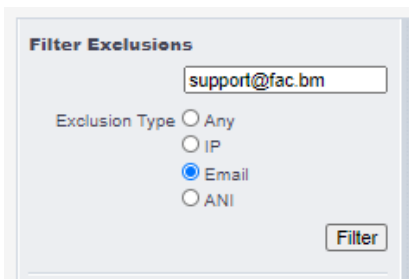 Filter Exclusions
support@fac.bm
Exclusion Type Any
IP
Email
ANI
Filter